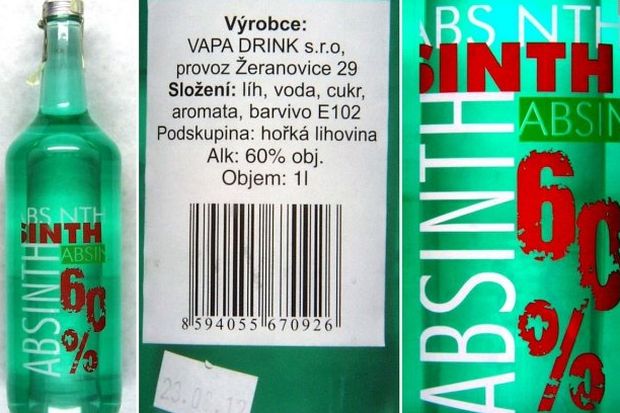 ABS NTH
SINTH
ABSIN
ABSINTH
60
%
Výrobce:
VAPA DRINK s.r.o,
provoz Žeranovice 29
Složení: líh, voda, cukr,
aromata, barvivo E102
Podskupina: hořká lihovina
Alk: 60% obj.
Objem: 1l
8 594055 670926
ABS NTH
SINTH
ABSIN
ABSINTH
60
%